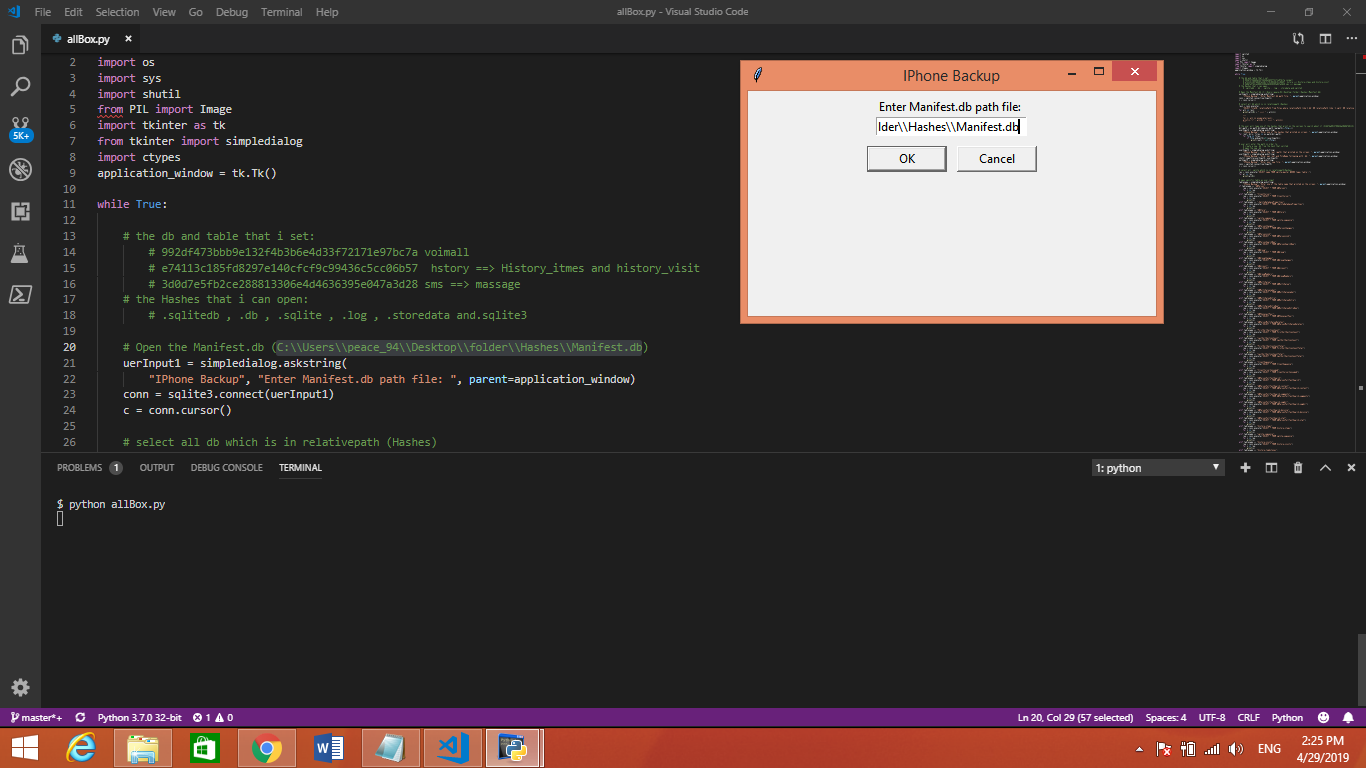 File Edit Selection View Go Debug Terminal Help
allBox.py - Visual Studio Code
allBox.py
2 import os
3 import sys
4 import shutil
5 from PIL import Image
6 import tkinter as tk
7 from tkinter import simpledialog
8 import ctypes
9 application_window = tk.Tk()
10
11 while True:
12
13 # the db and table that i set:
14 # 992df473bbb9e132f4b3b6e4d33f72171e97bc7a voimall
15 # e74113c185fd8297e140cfcf9c99436c5cc06b57 hstory ==> History_itmes and history_visit
16 # 3d0d7e5fb2ce288813306e4d4636395e047a3d28 sms ==> massage
17 # the Hashes that i can open:
18 # .sqlitedb , .db , .sqlite , .log , .storedata and.sqlite3
19
20 # Open the Manifest.db (C:\\Users\\peace_94\\Desktop\\folder\\Hashes\\Manifest.db)
21 uerInput1 = simpledialog.askstring(
22 "IPhone Backup", "Enter Manifest.db path file: ", parent=application_window)
23 conn = sqlite3.connect(uerInput1)
24 c = conn.cursor()
25
26 # select all db which is in relativepath (Hashes)
IPhone Backup
Enter Manifest.db path file:
lder\\Hashes\\Manifest.db
OK Cancel
5K+
PROBLEMS 1 OUTPUT DEBUG CONSOLE TERMINAL
1: python
$ python allBox.py
master*+ Python 3.7.0 32-bit 1 0
Ln 20, Col 29 (57 selected) Spaces: 4 UTF-8 CRLF Python
ENG
2:25 PM
4/29/2019